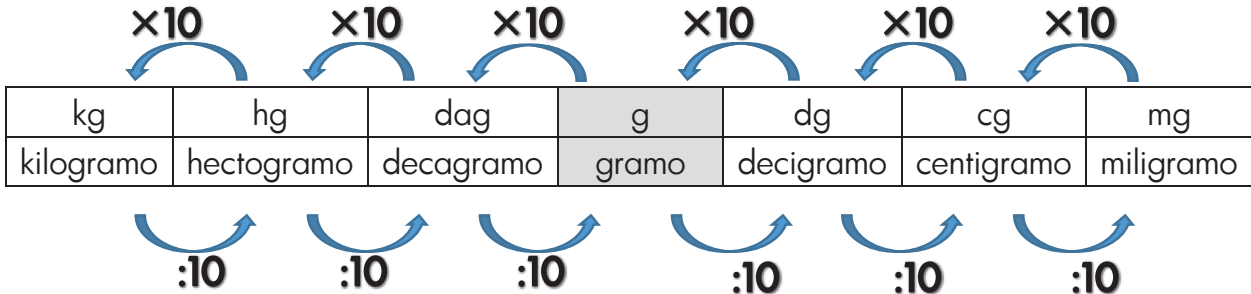 ×10 ×10 ×10 ×10 ×10 ×10
kg hg dag g dg cg mg
kilogramo hectogramo decagramo gramo decigramo centigramo miligramo
:10 :10 :10 :10 :10 :10